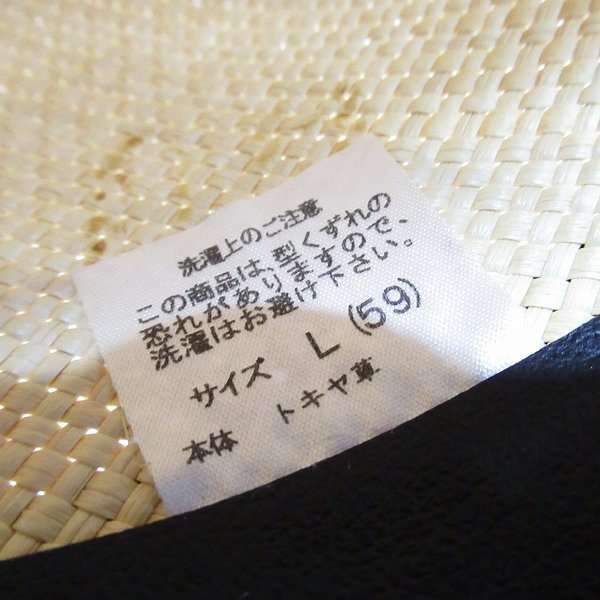 洗濯上のご注意
この商品は、型くずれの
恐れがありますので、
洗濯はお避け下さい。
サイズ L (59)
本体 トキヤ草